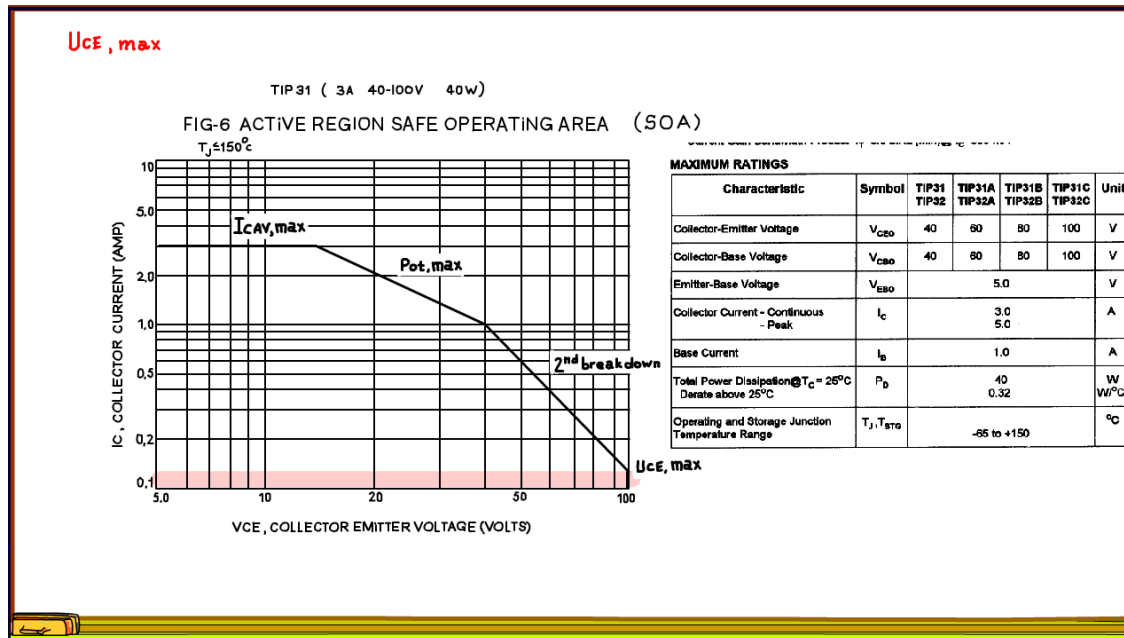 UCE, max
TIP31 ( 3A 40-100V 40W)
FIG-6 ACTiVE REGION SAFE OPERATiNG AREA (SOA)
TJ≤150°C
MAXIMUM RATINGS
Characteristic Symbol TIP31 TIP32 TIP31A TIP32A TIP31B TIP32B TIP31C TIP32C Unit
Collector-Emitter Voltage VCEO 40 60 80 100 V
Collector-Base Voltage VCBO 40 60 80 100 V
Emitter-Base Voltage VEBO 5.0 V
Collector Current - Continuous IC 3.0 A
- Peak 5.0
Base Current IB 1.0 A
Total Power Dissipation@TC = 25°C PD 40 W
Derate above 25°C 0.32 W/°C
Operating and Storage Junction TJ ,TSTG °C
Temperature Range -65 to +150
IC, COLLECTOR CURRENT (AMP)
10
5.0
2,0
1,0
0,5
0,2
0,1
ICAV,max
Ptot,max
2nd breakdown
UCE, max
5.0 10 20 50 100
VCE, COLLECTOR EMITTER VOLTAGE (VOLTS)